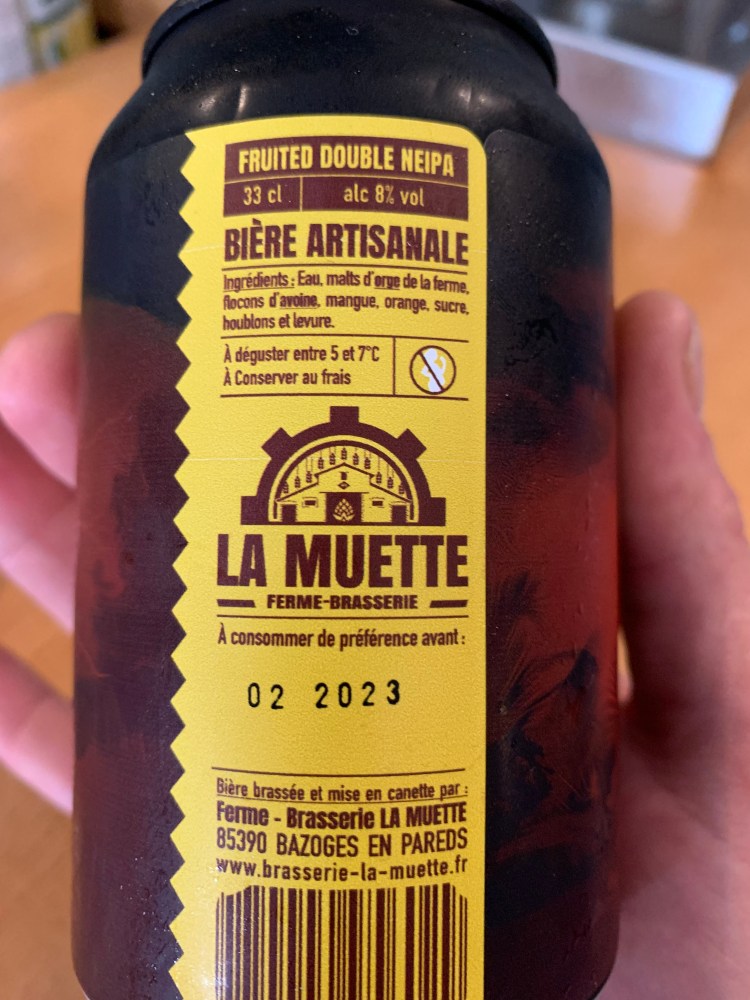 FRUITED DOUBLE NEIPA
33 cl alc 8% vol
BIÈRE ARTISANALE
Ingrédients : Eau, malts d'orge de la ferme,
flocons d'avoine, mangue, orange, sucre,
houblons et levure.
À déguster entre 5 et 7°C
À Conserver au frais
LA MUETTE
FERME-BRASSERIE
À consommer de préférence avant :
02 2023
Bière brassée et mise en canette par :
Ferme - Brasserie LA MUETTE
85390 BAZOGES EN PAREDS
www.brasserie-la-muette.fr